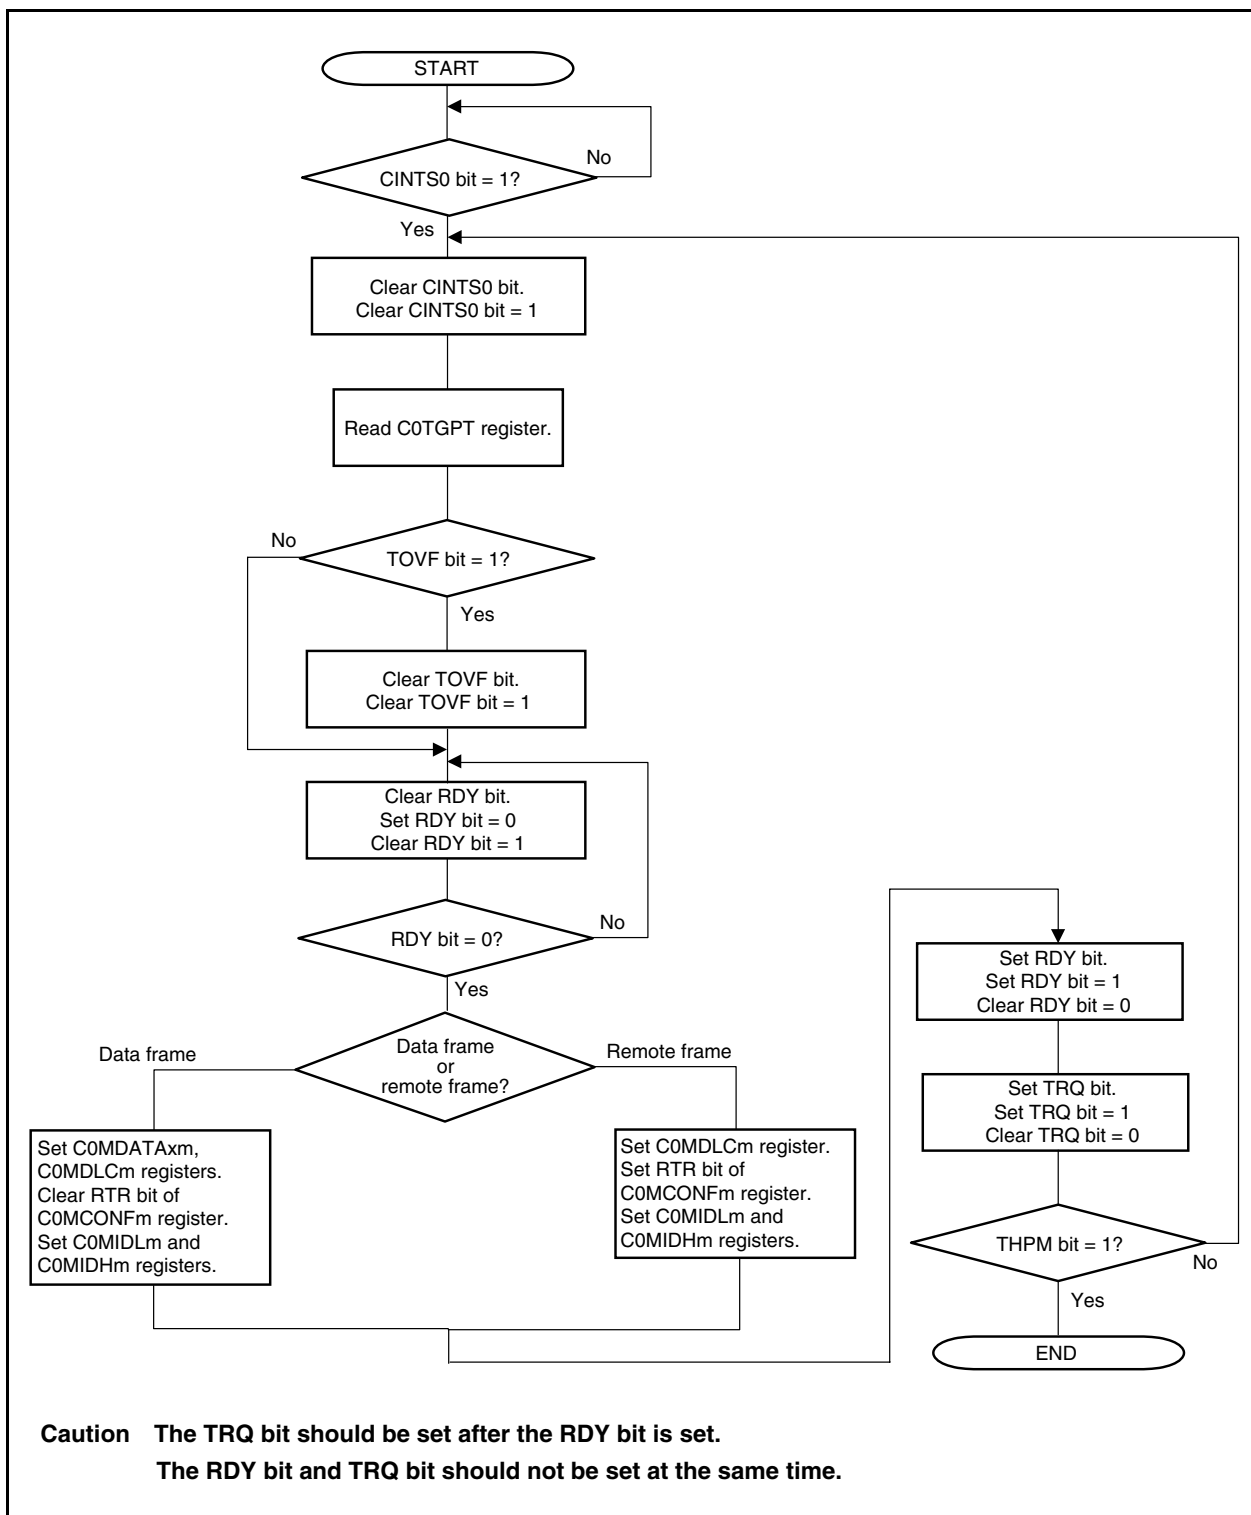 START
No
CINTS0 bit = 1?
Yes
Clear CINTS0 bit.
Clear CINTS0 bit = 1
Read C0TGPT register.
No
TOVF bit = 1?
Yes
Clear TOVF bit.
Clear TOVF bit = 1
Clear RDY bit.
Set RDY bit = 0
Clear RDY bit = 1
No
RDY bit = 0?
Yes
Data frame
Data frame
or
remote frame?
Remote frame
Set C0MDATAxm,
C0MDLCm registers.
Clear RTR bit of
C0MCONFm register.
Set C0MIDLm and
C0MIDHm registers.
Set C0MDLCm register.
Set RTR bit of
C0MCONFm register.
Set C0MIDLm and
C0MIDHm registers.
Set RDY bit.
Set RDY bit = 1
Clear RDY bit = 0
Set TRQ bit.
Set TRQ bit = 1
Clear TRQ bit = 0
THPM bit = 1?
No
Yes
END
Caution The TRQ bit should be set after the RDY bit is set.
The RDY bit and TRQ bit should not be set at the same time.